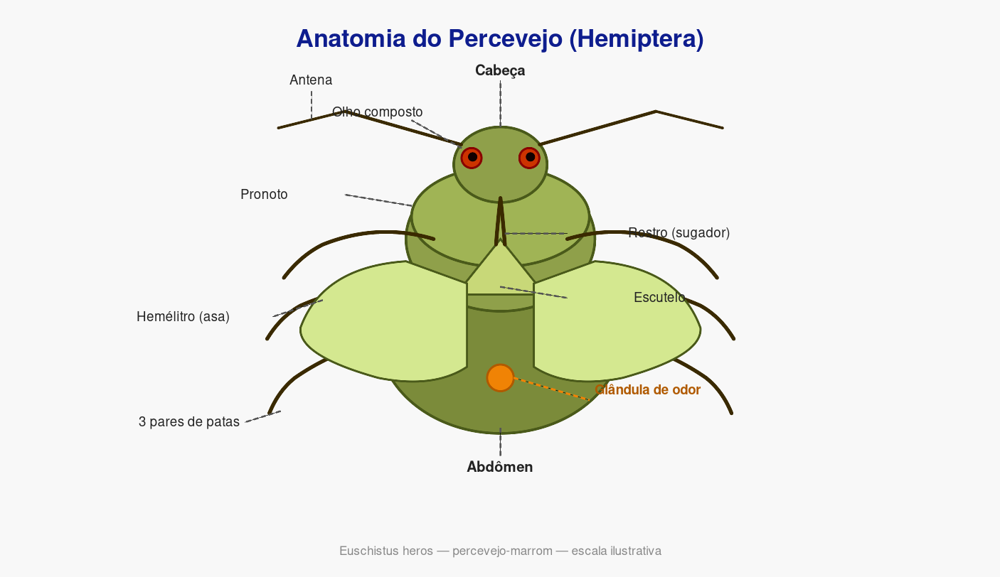 Anatomia do Percevejo (Hemiptera)
Cabeça
Antena
Olho composto
Pronoto
Rostro (sugador)
Escutelo
Hemélitro (asa)
Glândula de odor
3 pares de patas
Abdômen
Euschistus heros — percevejo-marrom — escala ilustrativa